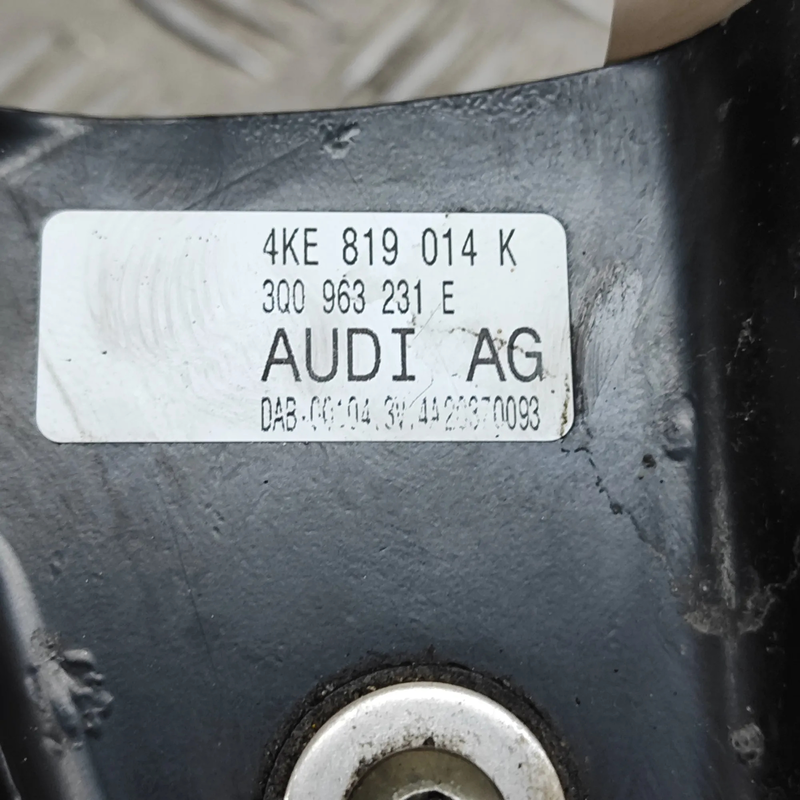 4KE 819 014 K
3Q0 963 231 E
AUDI AG